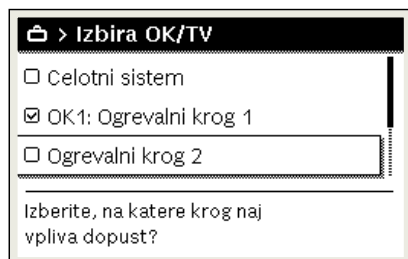 > Izbira OK/TV
Celotni sistem
OK1: Ogrevalni krog 1
Ogrevalni krog 2
Izberite, na katere krog naj
vpliva dopust?